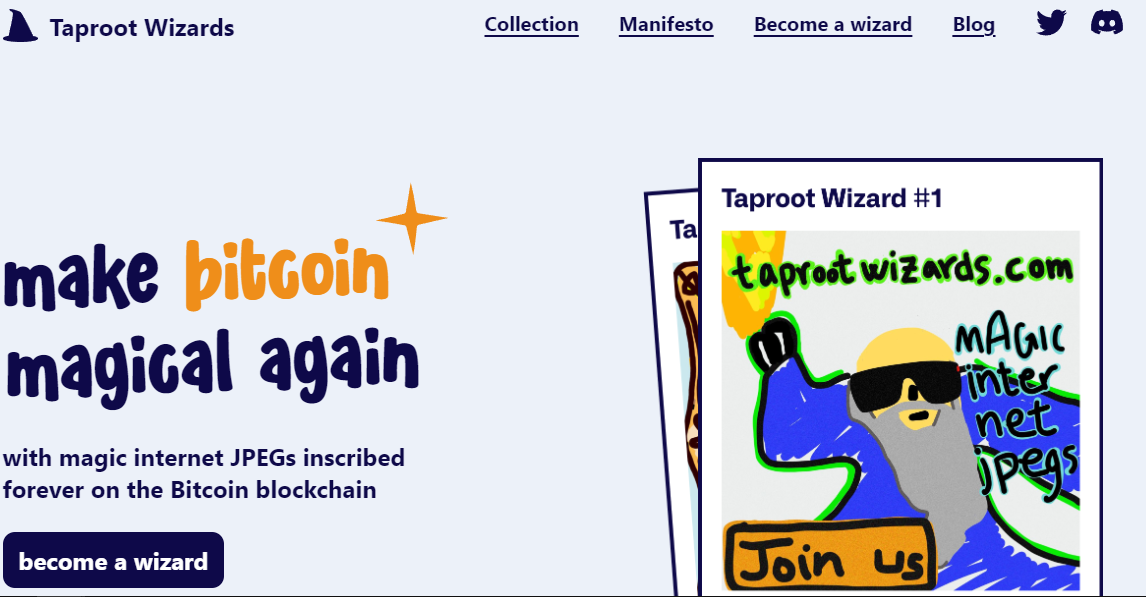 Taproot Wizards
Collection
Manifesto
Become a wizard
Blog
make bitcoin
magical again
with magic internet JPEGs inscribed
forever on the Bitcoin blockchain
become a wizard
Ta
Taproot Wizard #1
taprootwizards.com
mAGic
inter
net
jpegs
Join us